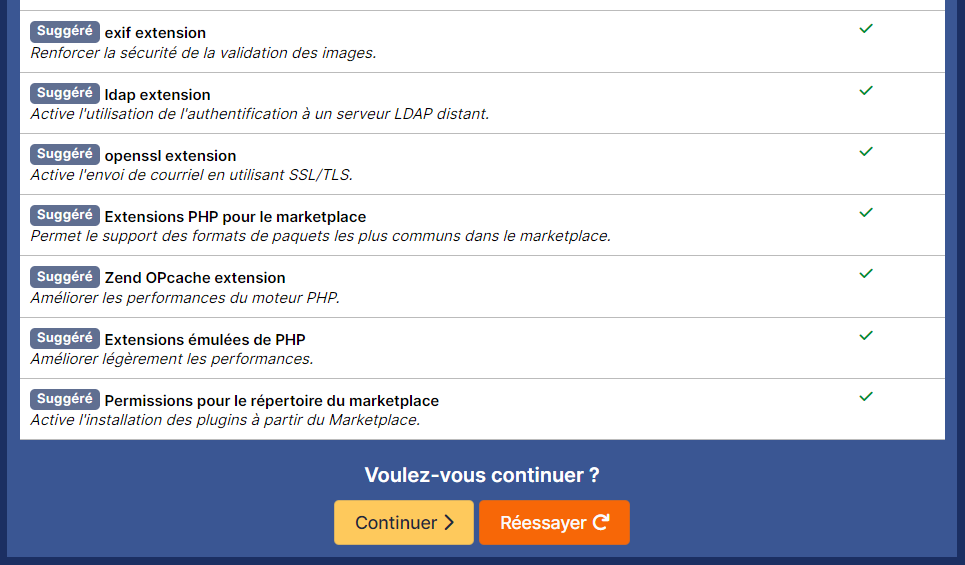 Suggéré exif extension
Renforcer la sécurité de la validation des images.
Suggéré ldap extension
Active l'utilisation de l'authentification à un serveur LDAP distant.
Suggéré openssl extension
Active l'envoi de courriel en utilisant SSL/TLS.
Suggéré Extensions PHP pour le marketplace
Permet le support des formats de paquets les plus communs dans le marketplace.
Suggéré Zend OPcache extension
Améliorer les performances du moteur PHP.
Suggéré Extensions émulées de PHP
Améliorer légèrement les performances.
Suggéré Permissions pour le répertoire du marketplace
Active l'installation des plugins à partir du Marketplace.
Voulez-vous continuer ?
Continuer
Réessayer